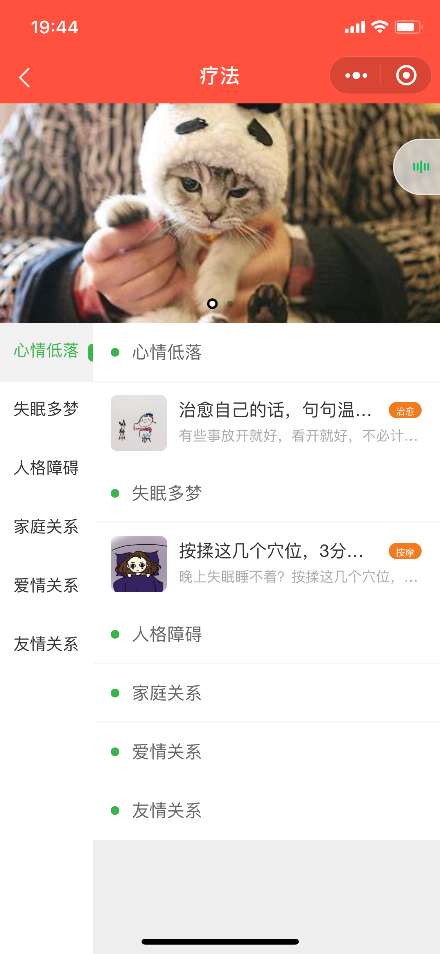 19:44
疗法
心情低落
失眠多梦
人格障碍
家庭关系
爱情关系
友情关系
心情低落
治愈自己的话，句句温...
治愈
有些事放开就好，看开就好，不必计...
失眠多梦
按揉这几个穴位，3分...
按摩
晚上失眠睡不着？按揉这几个穴位，...
人格障碍
家庭关系
爱情关系
友情关系